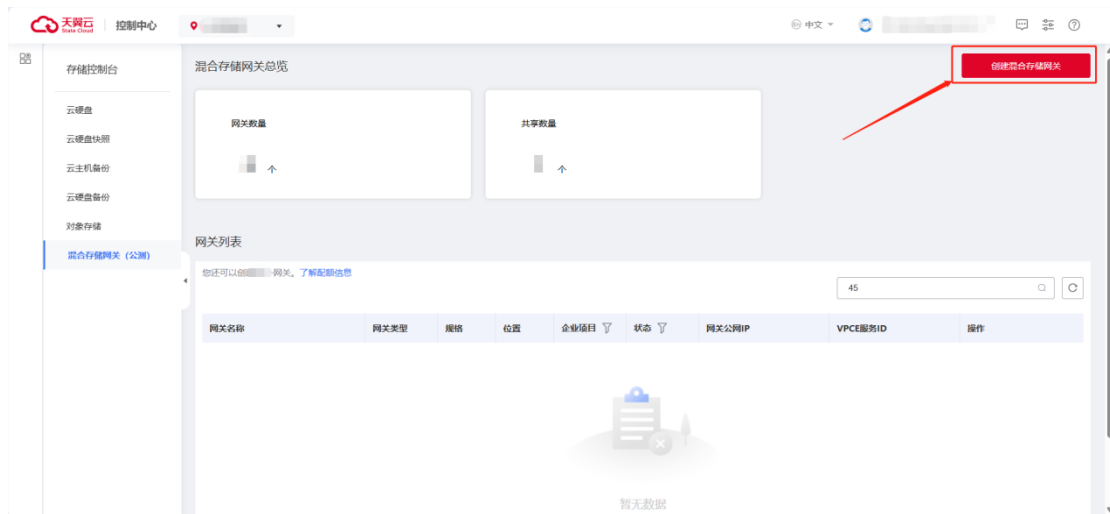 天翼云 State Cloud 控制中心 中文
存储控制台
云硬盘
云硬盘快照
云主机备份
云硬盘备份
对象存储
混合存储网关（公测）
混合存储网关总览 创建混合存储网关
网关数量 共享数量
个 个
网关列表
您还可以创 网关。了解配额信息
45
网关名称 网关类型 规格 位置 企业项目 状态 网关公网IP VPCE服务ID 操作
暂无数据